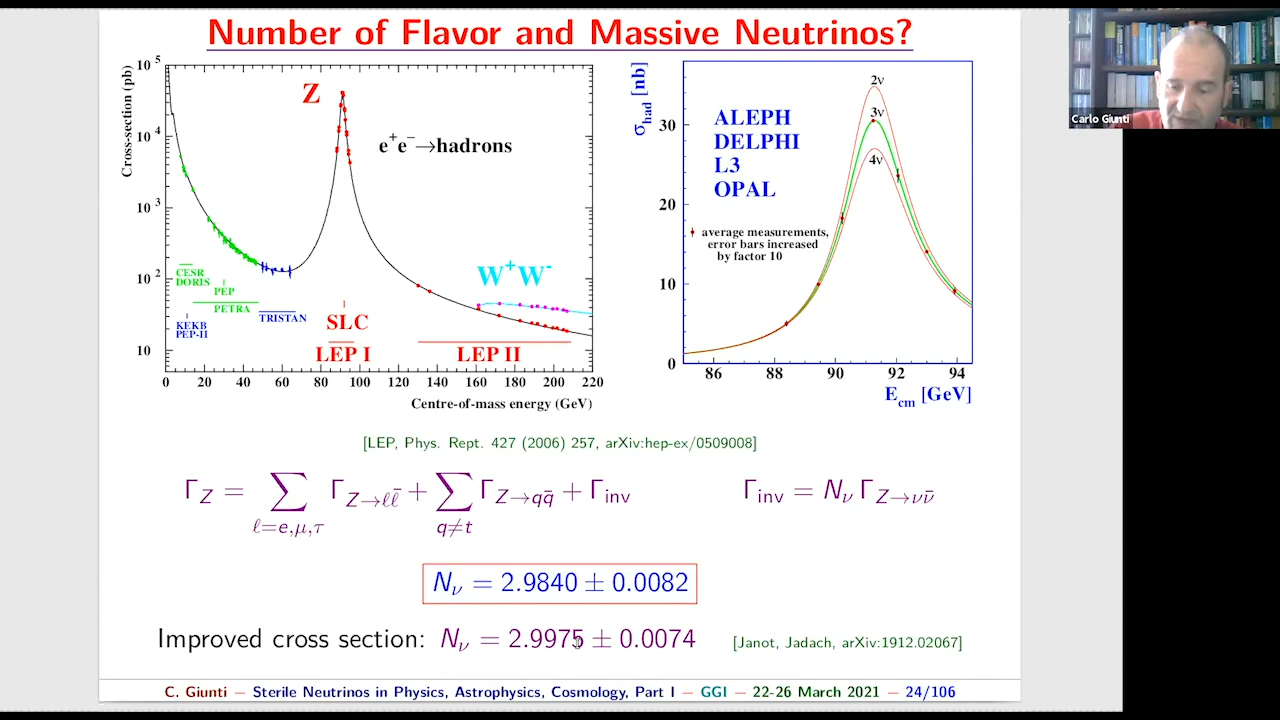 Number of Flavor and Massive Neutrinos?
Cross-section (pb)
10^5
10^4
10^3
10^2
10
Z
e^+e^-→hadrons
CESR
DORIS
PEP
PETRA
KEKB
PEP-II
TRISTAN
SLC
LEP I
W^+W^-
LEP II
0 20 40 60 80 100 120 140 160 180 200 220
Centre-of-mass energy (GeV)
σ_had [nb]
30
20
10
0
ALEPH
DELPHI
L3
OPAL
2ν
3ν
4ν
average measurements,
error bars increased
by factor 10
86 88 90 92 94
E_cm [GeV]
Carlo Giunti
[LEP, Phys. Rept. 427 (2006) 257, arXiv:hep-ex/0509008]
Γ_Z = ∑_{ℓ=e,μ,τ} Γ_{Z→ℓℓ̄} + ∑_{q≠t} Γ_{Z→qq̄} + Γ_inv
Γ_inv = N_ν Γ_{Z→νν̄}
N_ν = 2.9840 ± 0.0082
Improved cross section: N_ν = 2.9975 ± 0.0074 [Janot, Jadach, arXiv:1912.02067]
C. Giunti − Sterile Neutrinos in Physics, Astrophysics, Cosmology, Part I − GGI − 22-26 March 2021 − 24/106